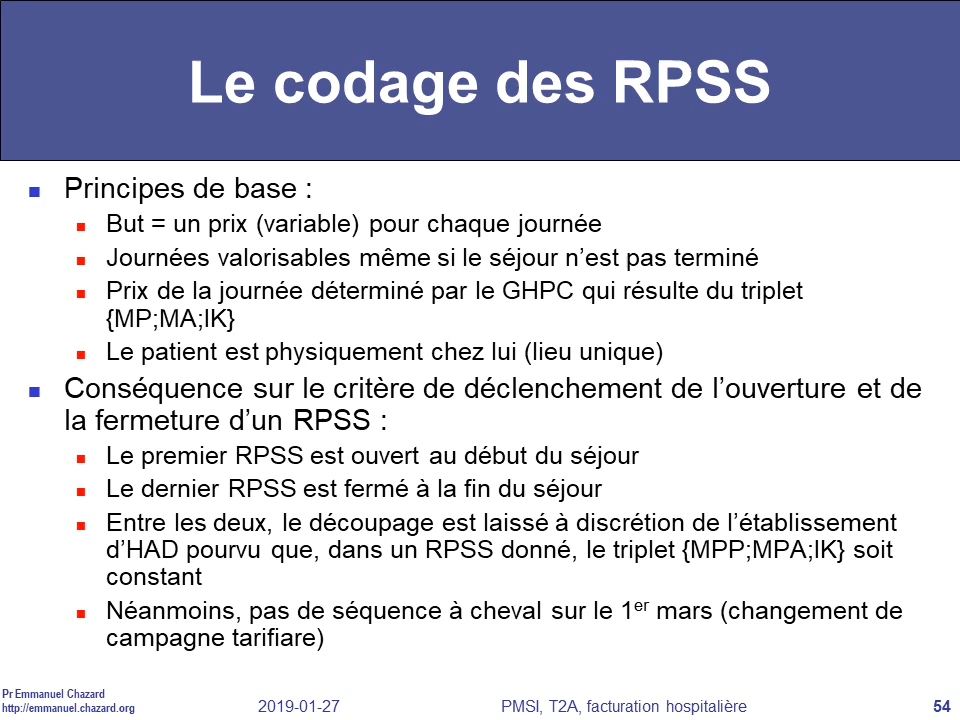 Le codage des RPSS
Principes de base :
But = un prix (variable) pour chaque journée
Journées valorisables même si le séjour n’est pas terminé
Prix de la journée déterminé par le GHPC qui résulte du triplet
{MP;MA;IK}
Le patient est physiquement chez lui (lieu unique)
Conséquence sur le critère de déclenchement de l’ouverture et de
la fermeture d’un RPSS :
Le premier RPSS est ouvert au début du séjour
Le dernier RPSS est fermé à la fin du séjour
Entre les deux, le découpage est laissé à discrétion de l’établissement
d’HAD pourvu que, dans un RPSS donné, le triplet {MPP;MPA;IK} soit
constant
Néanmoins, pas de séquence à cheval sur le 1er mars (changement de
campagne tarifiare)
Pr Emmanuel Chazard
http://emmanuel.chazard.org
2019-01-27
PMSI, T2A, facturation hospitalière
54